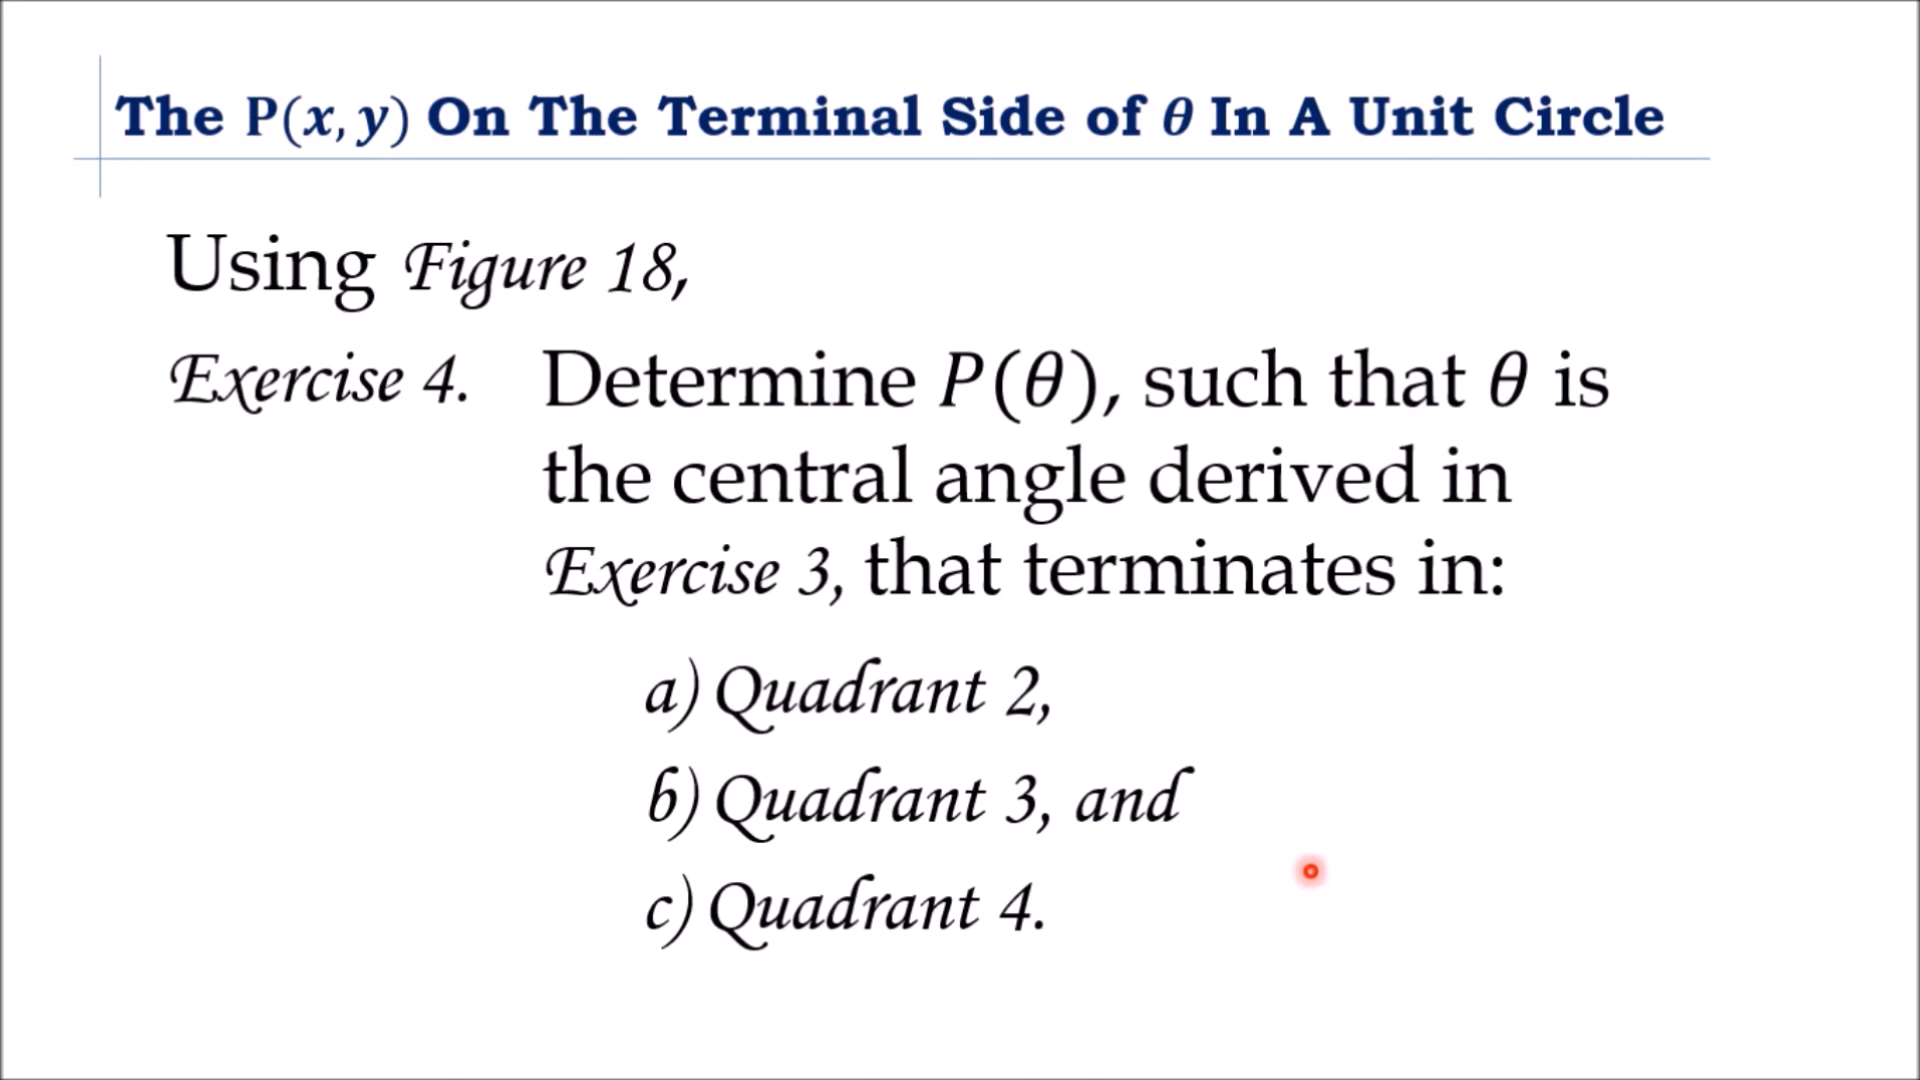 The P(x, y) On The Terminal Side of θ In A Unit Circle
Using Figure 18,
Exercise 4. Determine P(θ), such that θ is
the central angle derived in
Exercise 3, that terminates in:
a) Quadrant 2,
b) Quadrant 3, and
c) Quadrant 4.